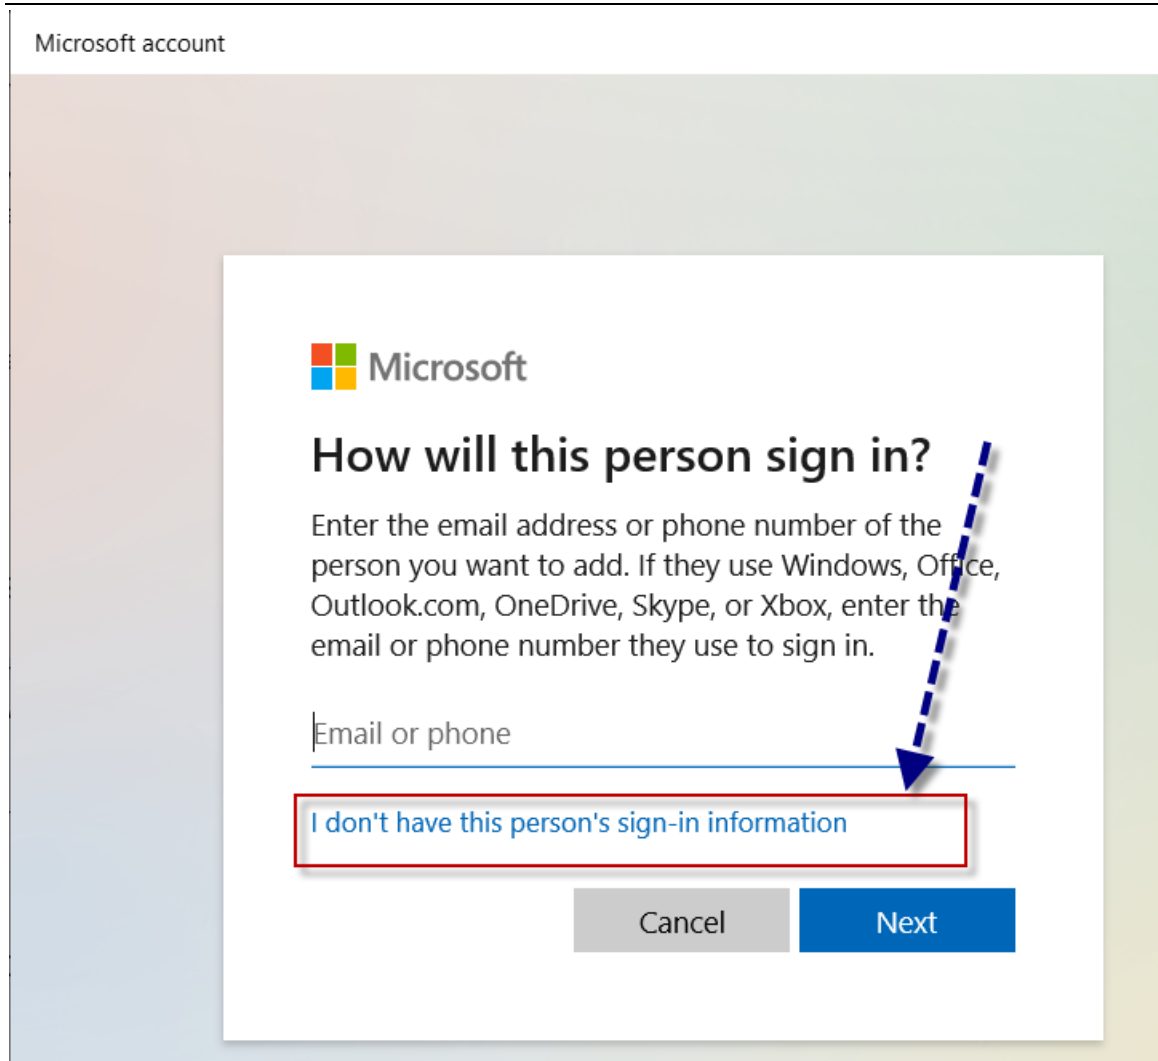 Microsoft account
Microsoft
How will this person sign in?
Enter the email address or phone number of the
person you want to add. If they use Windows, Office,
Outlook.com, OneDrive, Skype, or Xbox, enter the
email or phone number they use to sign in.
Email or phone
I don't have this person's sign-in information
Cancel
Next